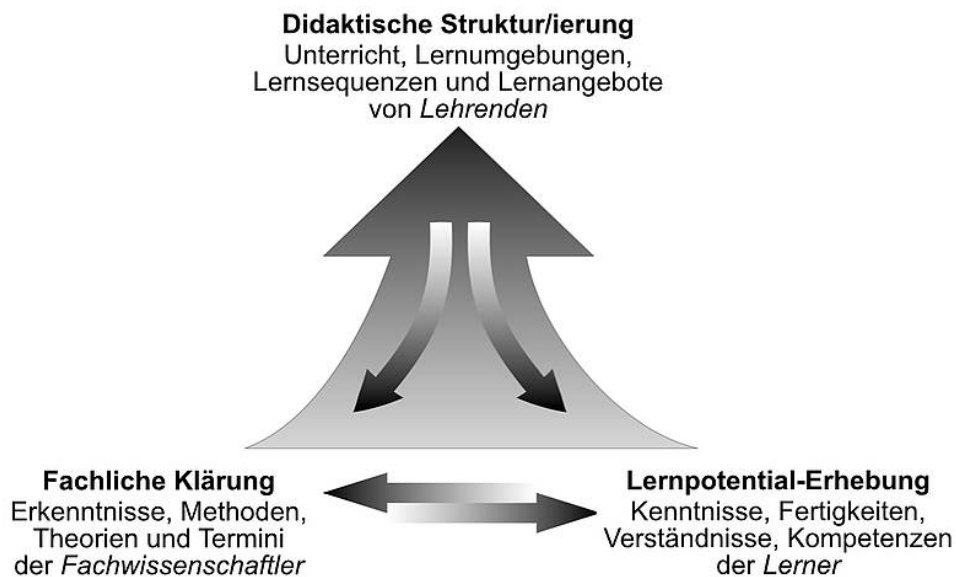 Didaktische Struktur/ierung
Unterricht, Lernumgebungen,
Lernsequenzen und Lernangebote
von Lehrenden
Fachliche Klärung
Erkenntnisse, Methoden,
Theorien und Termini
der Fachwissenschaftler
Lernpotential-Erhebung
Kenntnisse, Fertigkeiten,
Verständnisse, Kompetenzen
der Lerner